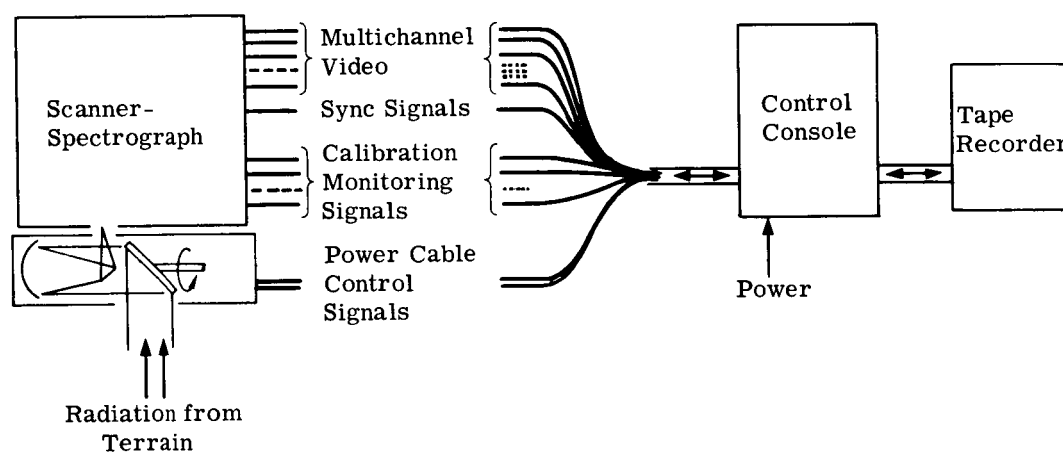 Scanner-
Spectrograph
Multichannel
Video
Sync Signals
Calibration
Monitoring
Signals
Power Cable
Control
Signals
Control
Console
Tape
Recorder
Power
Radiation from
Terrain